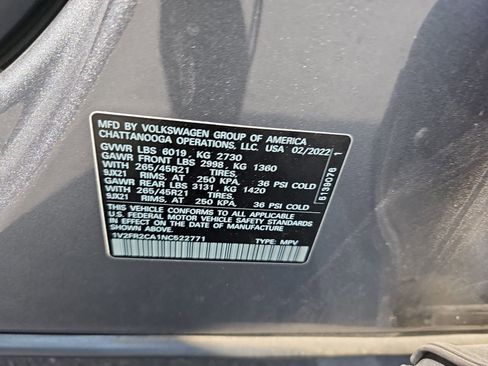 MFD BY VOLKSWAGEN GROUP OF AMERICA
CHATTANOOGA OPERATIONS, LLC. USA 02/2022
GVWR LBS 6019 , KG 2730
GAWR FRONT LBS 2998, KG 1360
WITH 265/45R21 TIRES,
9JX21 RIMS, AT 250 KPA. 36 PSI COLD
GAWR REAR LBS 3131, KG 1420
WITH 265/45R21 TIRES,
9JX21 RIMS, AT 250 KPA. 36 PSI COLD
THIS VEHICLE CONFORMS TO ALL APPLICABLE
U.S. FEDERAL MOTOR VEHICLE SAFETY STANDARDS
IN EFFECT ON THE DATE OF MANUFACTURE
SHOWN ABOVE.
1V2FR2CA1NC522771 TYPE: MPV
5139076 1